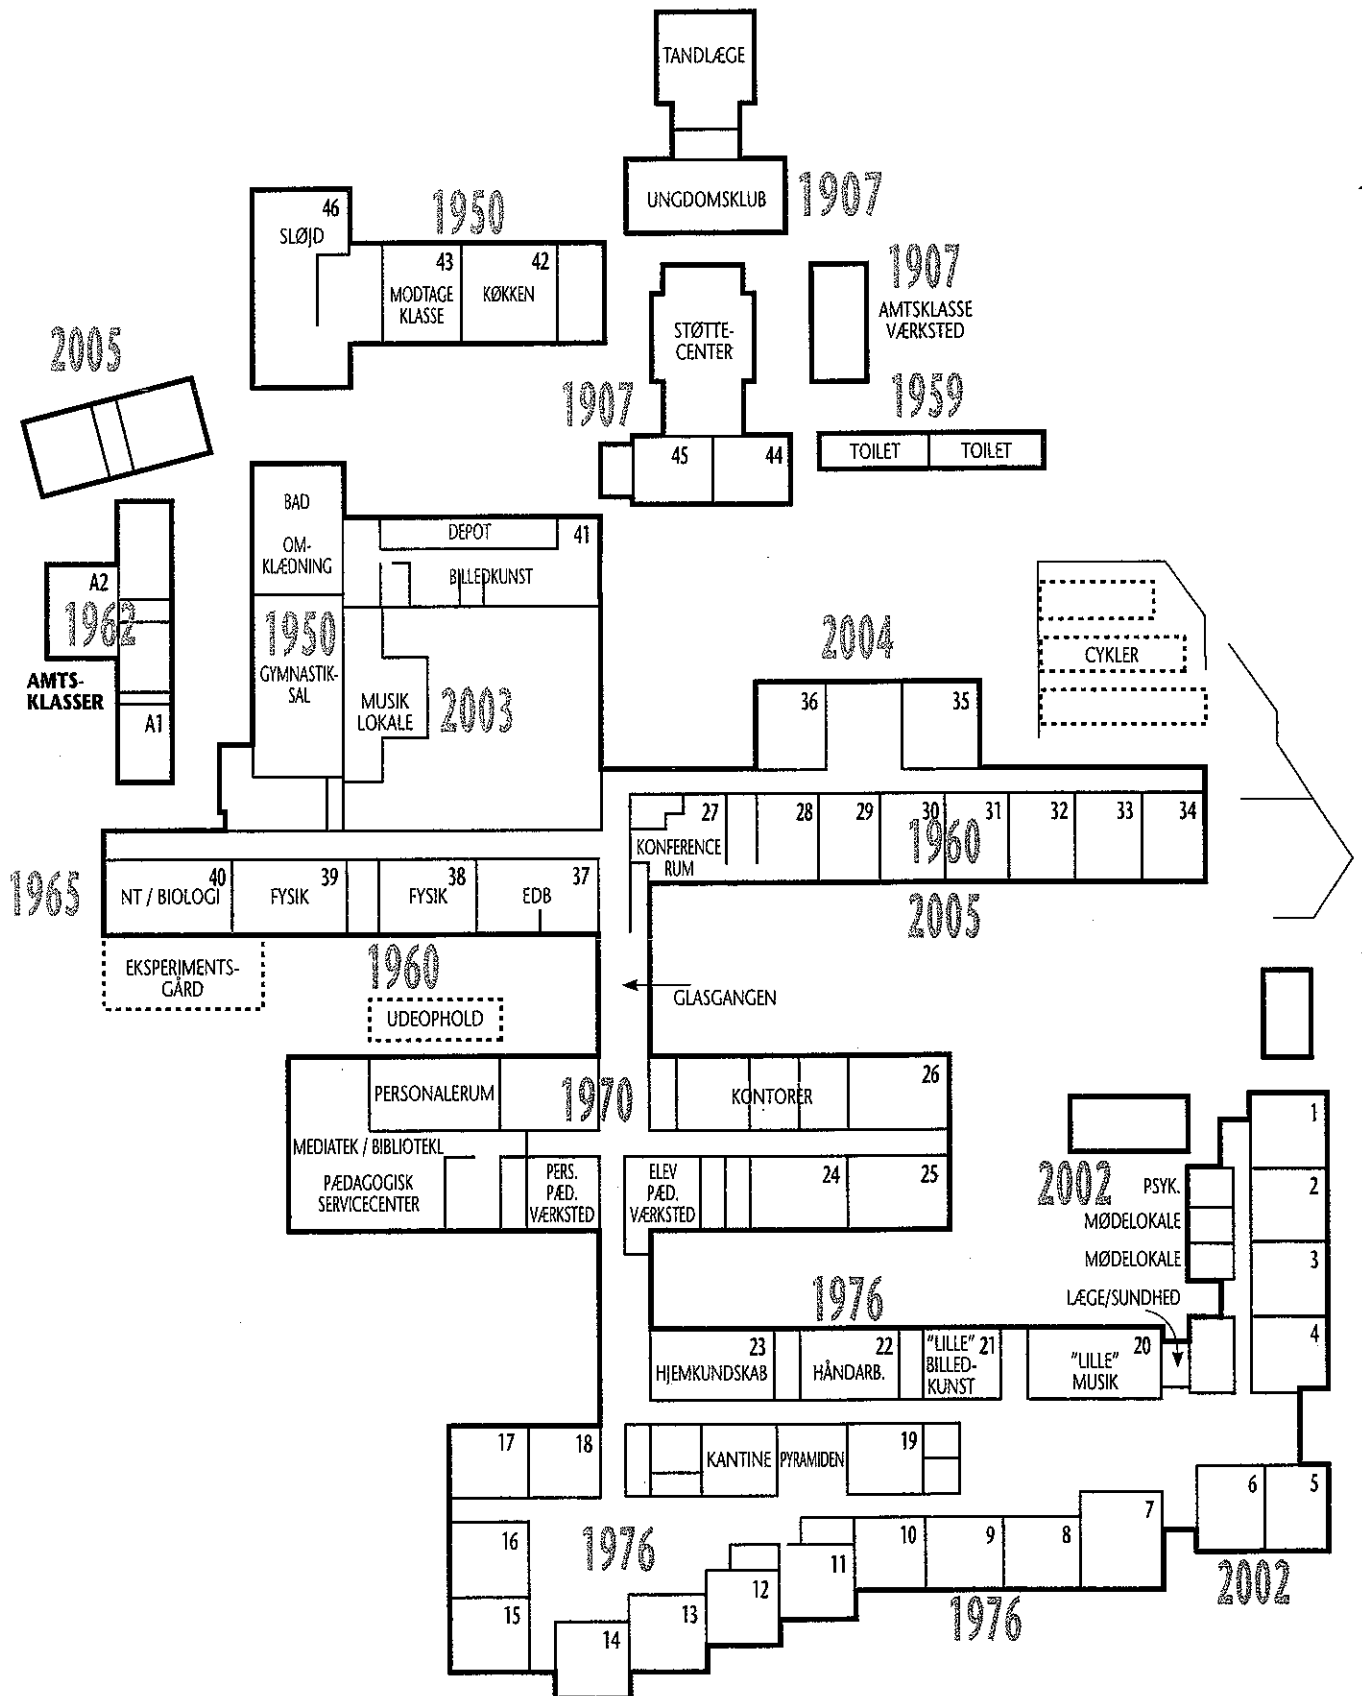 TANDLÆGE
UNGDOMSKLUB
1907
46
SLØJD
1950
43
MODTAGE
KLASSE
42
KØKKEN
1907
AMTSKLASSE
VÆRKSTED
STØTTE-
CENTER
2005
1907
1959
45
44
TOILET
TOILET
BAD
OM-
KLÆDNING
DEPOT
41
BILLEDKUNST
A2
1962
AMTS-
KLASSER
A1
1950
GYMNASTIK-
SAL
MUSIK
LOKALE
2003
2004
36
35
CYKLER
27
KONFERENCE
RUM
28
29
30
31
32
33
34
1960
2005
1965
40
NT / BIOLOGI
39
FYSIK
38
FYSIK
37
EDB
EKSPERIMENTS-
GÅRD
1960
UDEOPHOLD
GLASGANGEN
PERSONALERUM
1970
KONTORER
26
MEDIATEK / BIBLIOTEKL
PÆDAGOGISK
SERVICECENTER
PERS.
PÆD.
VÆRKSTED
ELEV
PÆD.
VÆRKSTED
24
25
1
2002
PSYK.
2
MØDELOKALE
MØDELOKALE
3
LÆGE/SUNDHED
4
1976
23
HJEMKUNDSKAB
22
HÅNDARB.
"LILLE" 21
BILLED-
KUNST
20
"LILLE"
MUSIK
17
18
KANTINE
PYRAMIDEN
19
6
5
16
1976
10
9
8
7
11
12
2002
15
13
1976
14